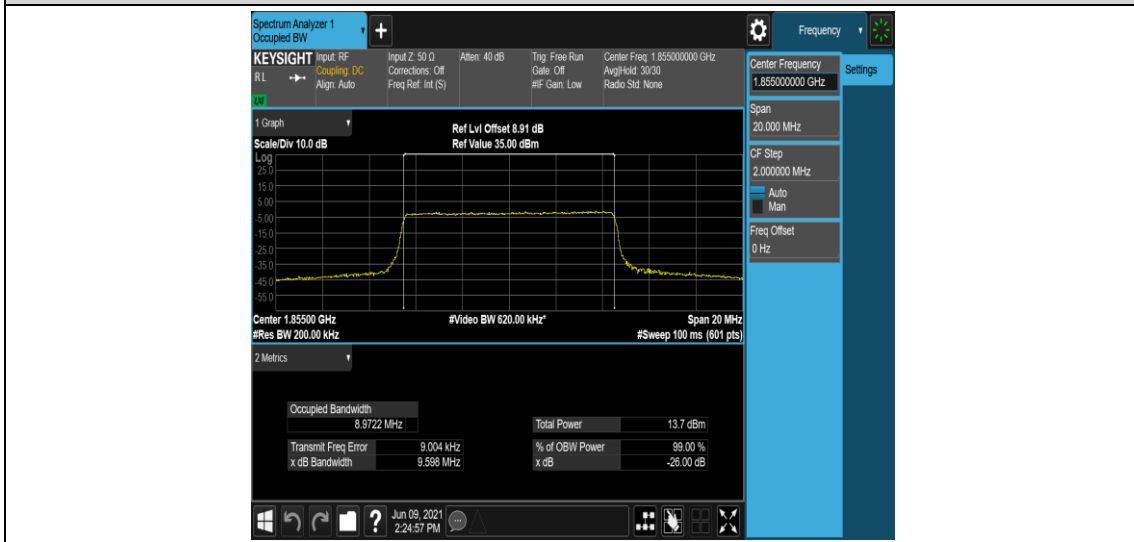 Spectrum Analyzer 1
Occupied BW
Frequency
KEYSIGHT
RL
Input: RF
Coupling: DC
Align: Auto
Input Z: 50 Ω
Corrections: Off
Freq Ref: Int (S)
Atten: 40 dB
Trig: Free Run
Gate: Off
#IF Gain: Low
Center Freq: 1.855000000 GHz
Avg|Hold: 30/30
Radio Std: None
Center Frequency
1.855000000 GHz
Settings
Span
20.000 MHz
CF Step
2.000000 MHz
Auto
Man
Freq Offset
0 Hz
1 Graph
Ref Lvl Offset 8.91 dB
Scale/Div 10.0 dB
Ref Value 35.00 dBm
Log
25.0
15.0
5.00
-5.00
-15.0
-25.0
-35.0
-45.0
-55.0
Center 1.85500 GHz
#Video BW 620.00 kHz*
Span 20 MHz
#Res BW 200.00 kHz
#Sweep 100 ms (601 pts)
2 Metrics
Occupied Bandwidth
8.9722 MHz
Total Power 13.7 dBm
Transmit Freq Error 9.004 kHz
% of OBW Power 99.00 %
x dB Bandwidth 9.598 MHz
x dB -26.00 dB
?
Jun 09, 2021
2:24:57 PM